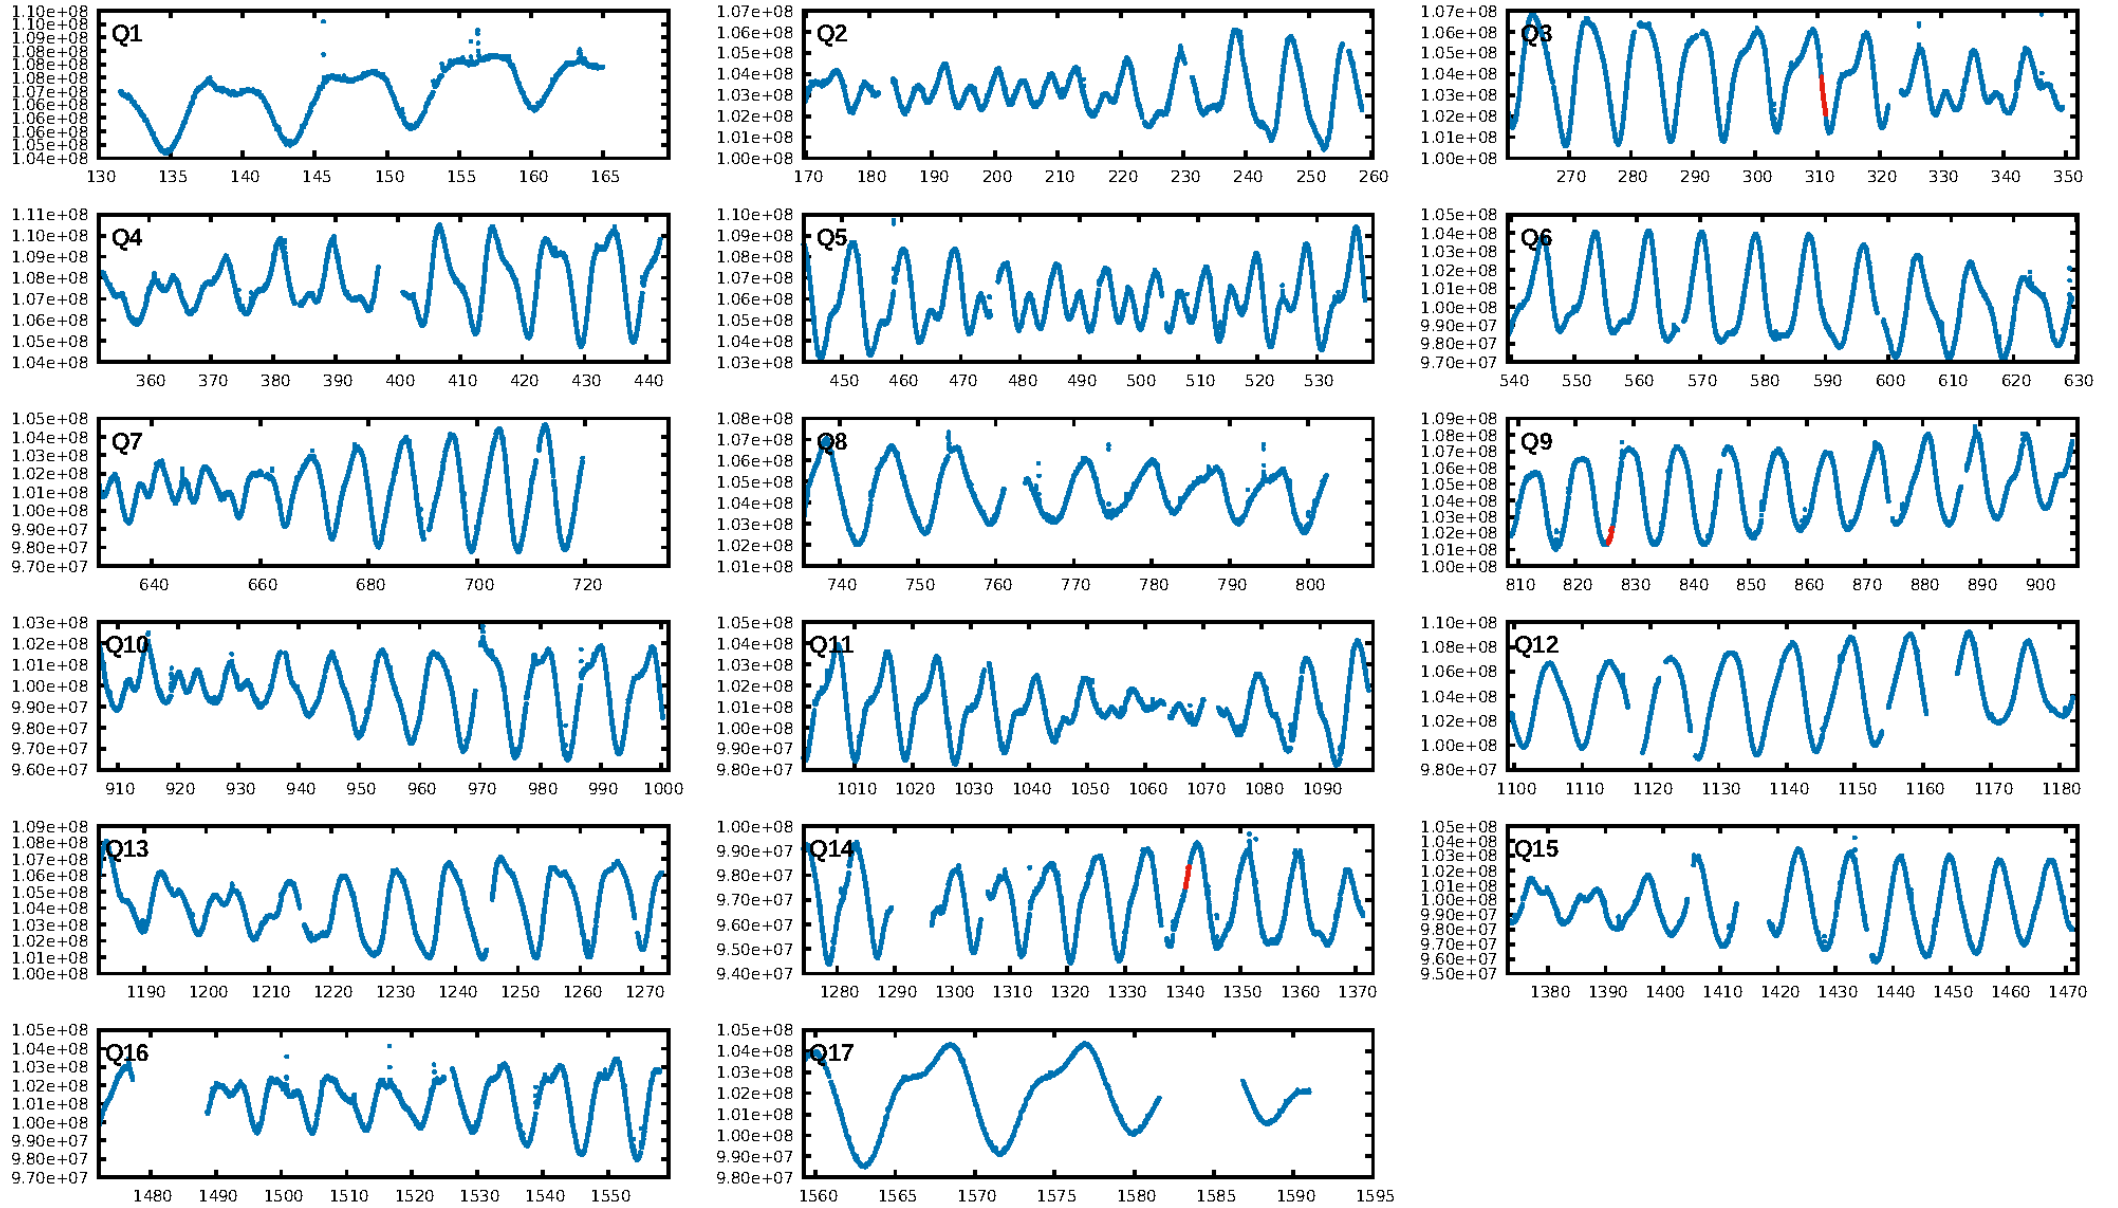 1.10e+08
1.10e+08
1.09e+08
1.08e+08
1.08e+08
1.08e+08
1.07e+08
1.06e+08
1.06e+08
1.06e+08
1.05e+08
1.04e+08
Q1
130 135 140 145 150 155 160 165
1.07e+08
1.06e+08
1.05e+08
1.04e+08
1.03e+08
1.02e+08
1.01e+08
1.00e+08
Q2
170 180 190 200 210 220 230 240 250 260
1.07e+08
1.06e+08
1.05e+08
1.04e+08
1.03e+08
1.02e+08
1.01e+08
1.00e+08
Q3
270 280 290 300 310 320 330 340 350
1.11e+08
1.10e+08
1.09e+08
1.08e+08
1.07e+08
1.06e+08
1.05e+08
1.04e+08
Q4
360 370 380 390 400 410 420 430 440
1.10e+08
1.09e+08
1.08e+08
1.07e+08
1.06e+08
1.05e+08
1.04e+08
1.03e+08
Q5
450 460 470 480 490 500 510 520 530
1.05e+08
1.04e+08
1.03e+08
1.02e+08
1.01e+08
1.00e+08
9.90e+07
9.80e+07
9.70e+07
Q6
540 550 560 570 580 590 600 610 620 630
1.05e+08
1.04e+08
1.03e+08
1.02e+08
1.01e+08
1.00e+08
9.90e+07
9.80e+07
9.70e+07
Q7
640 660 680 700 720
1.08e+08
1.07e+08
1.06e+08
1.05e+08
1.04e+08
1.03e+08
1.02e+08
1.01e+08
Q8
740 750 760 770 780 790 800
1.09e+08
1.08e+08
1.07e+08
1.06e+08
1.05e+08
1.04e+08
1.03e+08
1.02e+08
1.01e+08
1.00e+08
Q9
810 820 830 840 850 860 870 880 890 900
1.03e+08
1.02e+08
1.01e+08
1.00e+08
9.90e+07
9.80e+07
9.70e+07
9.60e+07
Q10
910 920 930 940 950 960 970 980 990 1000
1.05e+08
1.04e+08
1.03e+08
1.02e+08
1.01e+08
1.00e+08
9.90e+07
9.80e+07
Q11
1010 1020 1030 1040 1050 1060 1070 1080 1090
1.10e+08
1.08e+08
1.06e+08
1.04e+08
1.02e+08
1.00e+08
9.80e+07
Q12
1100 1110 1120 1130 1140 1150 1160 1170 1180
1.09e+08
1.08e+08
1.07e+08
1.06e+08
1.05e+08
1.04e+08
1.03e+08
1.02e+08
1.01e+08
1.00e+08
Q13
1190 1200 1210 1220 1230 1240 1250 1260 1270
1.00e+08
9.90e+07
9.80e+07
9.70e+07
9.60e+07
9.50e+07
9.40e+07
Q14
1280 1290 1300 1310 1320 1330 1340 1350 1360 1370
1.05e+08
1.04e+08
1.03e+08
1.02e+08
1.01e+08
1.00e+08
9.90e+07
9.80e+07
9.70e+07
9.60e+07
9.50e+07
Q15
1380 1390 1400 1410 1420 1430 1440 1450 1460 1470
1.05e+08
1.04e+08
1.03e+08
1.02e+08
1.01e+08
1.00e+08
9.90e+07
9.80e+07
9.70e+07
Q16
1480 1490 1500 1510 1520 1530 1540 1550
1.05e+08
1.04e+08
1.03e+08
1.02e+08
1.01e+08
1.00e+08
9.90e+07
9.80e+07
Q17
1560 1565 1570 1575 1580 1585 1590 1595